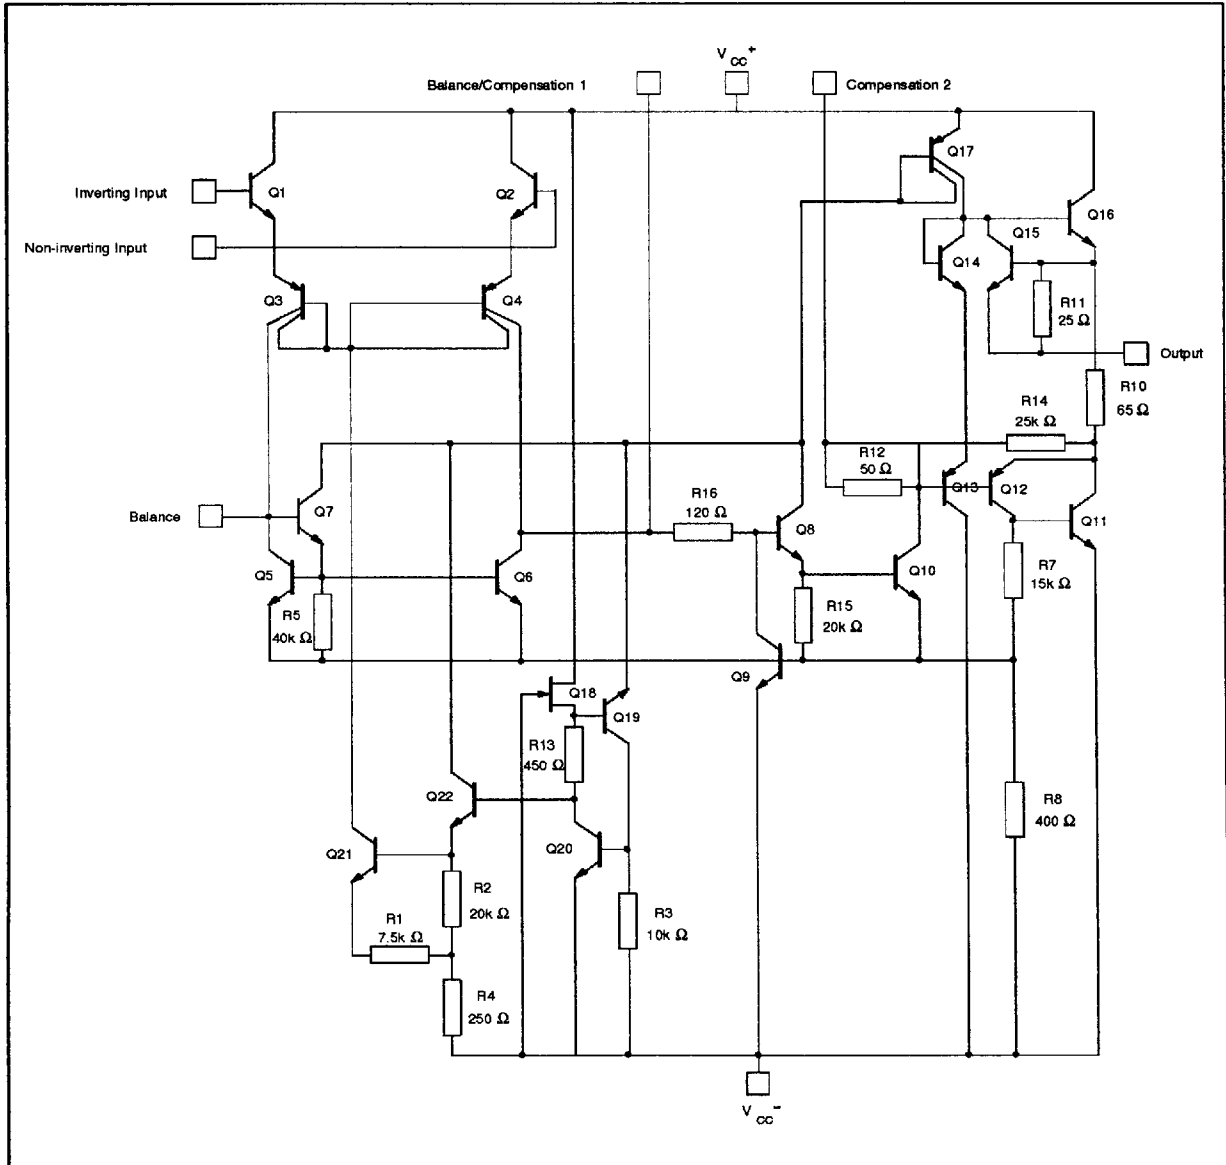 V CC +
Balance/Compensation 1
Compensation 2
Q17
Inverting Input
Q1
Q2
Q16
Q15
Non-inverting Input
Q14
Q3
Q4
R11
25 Ω
Output
R10
65 Ω
R14
25k Ω
R12
50 Ω
Q13
Q12
R16
120 Ω
Q7
Balance
Q8
Q11
Q5
Q6
Q10
R7
15k Ω
R5
40k Ω
R15
20k Ω
Q9
Q18
Q19
R13
450 Ω
Q22
R8
400 Ω
Q21
Q20
R2
20k Ω
R1
7.5k Ω
R3
10k Ω
R4
250 Ω
V CC -